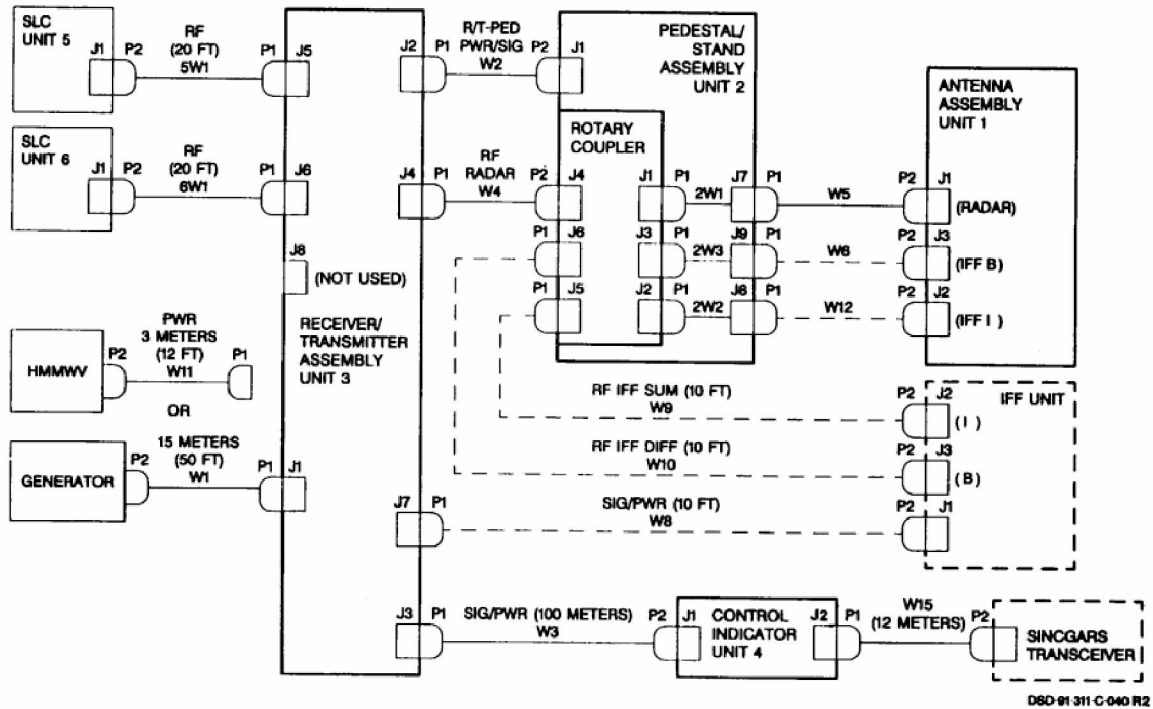 SLC
UNIT 5
J1
P2
RF
(20 FT)
5W1
P1
J5
SLC
UNIT 6
J1
P2
RF
(20 FT)
6W1
P1
J6
J8
(NOT USED)
RECEIVER/
TRANSMITTER
ASSEMBLY
UNIT 3
HMMWV
P2
PWR
3 METERS
(12 FT)
W11
P1
OR
GENERATOR
P2
15 METERS
(50 FT)
W1
P1
J1
J2
P1
R/T-PED
PWR/SIG
W2
P2
J1
PEDESTAL/
STAND
ASSEMBLY
UNIT 2
J4
P1
RF
RADAR
W4
P2
J4
ROTARY
COUPLER
J1
P1
2W1
J7
P1
W5
P2
J1
(RADAR)
ANTENNA
ASSEMBLY
UNIT 1
P1
J6
J3
P1
2W3
J9
P1
W6
P2
J3
(IFF B)
P1
J5
J2
P1
2W2
J8
P1
W12
P2
J2
(IFF I )
RF IFF SUM (10 FT)
W9
P2
J2
( I )
IFF UNIT
RF IFF DIFF (10 FT)
W10
P2
J3
( B )
J7
P1
SIG/PWR (10 FT)
W8
P2
J1
J3
P1
SIG/PWR (100 METERS)
W3
P2
J1
CONTROL
INDICATOR
UNIT 4
J2
P1
W15
(12 METERS)
P2
SINCGARS
TRANSCEIVER
DSD-91-311-C-040 R2